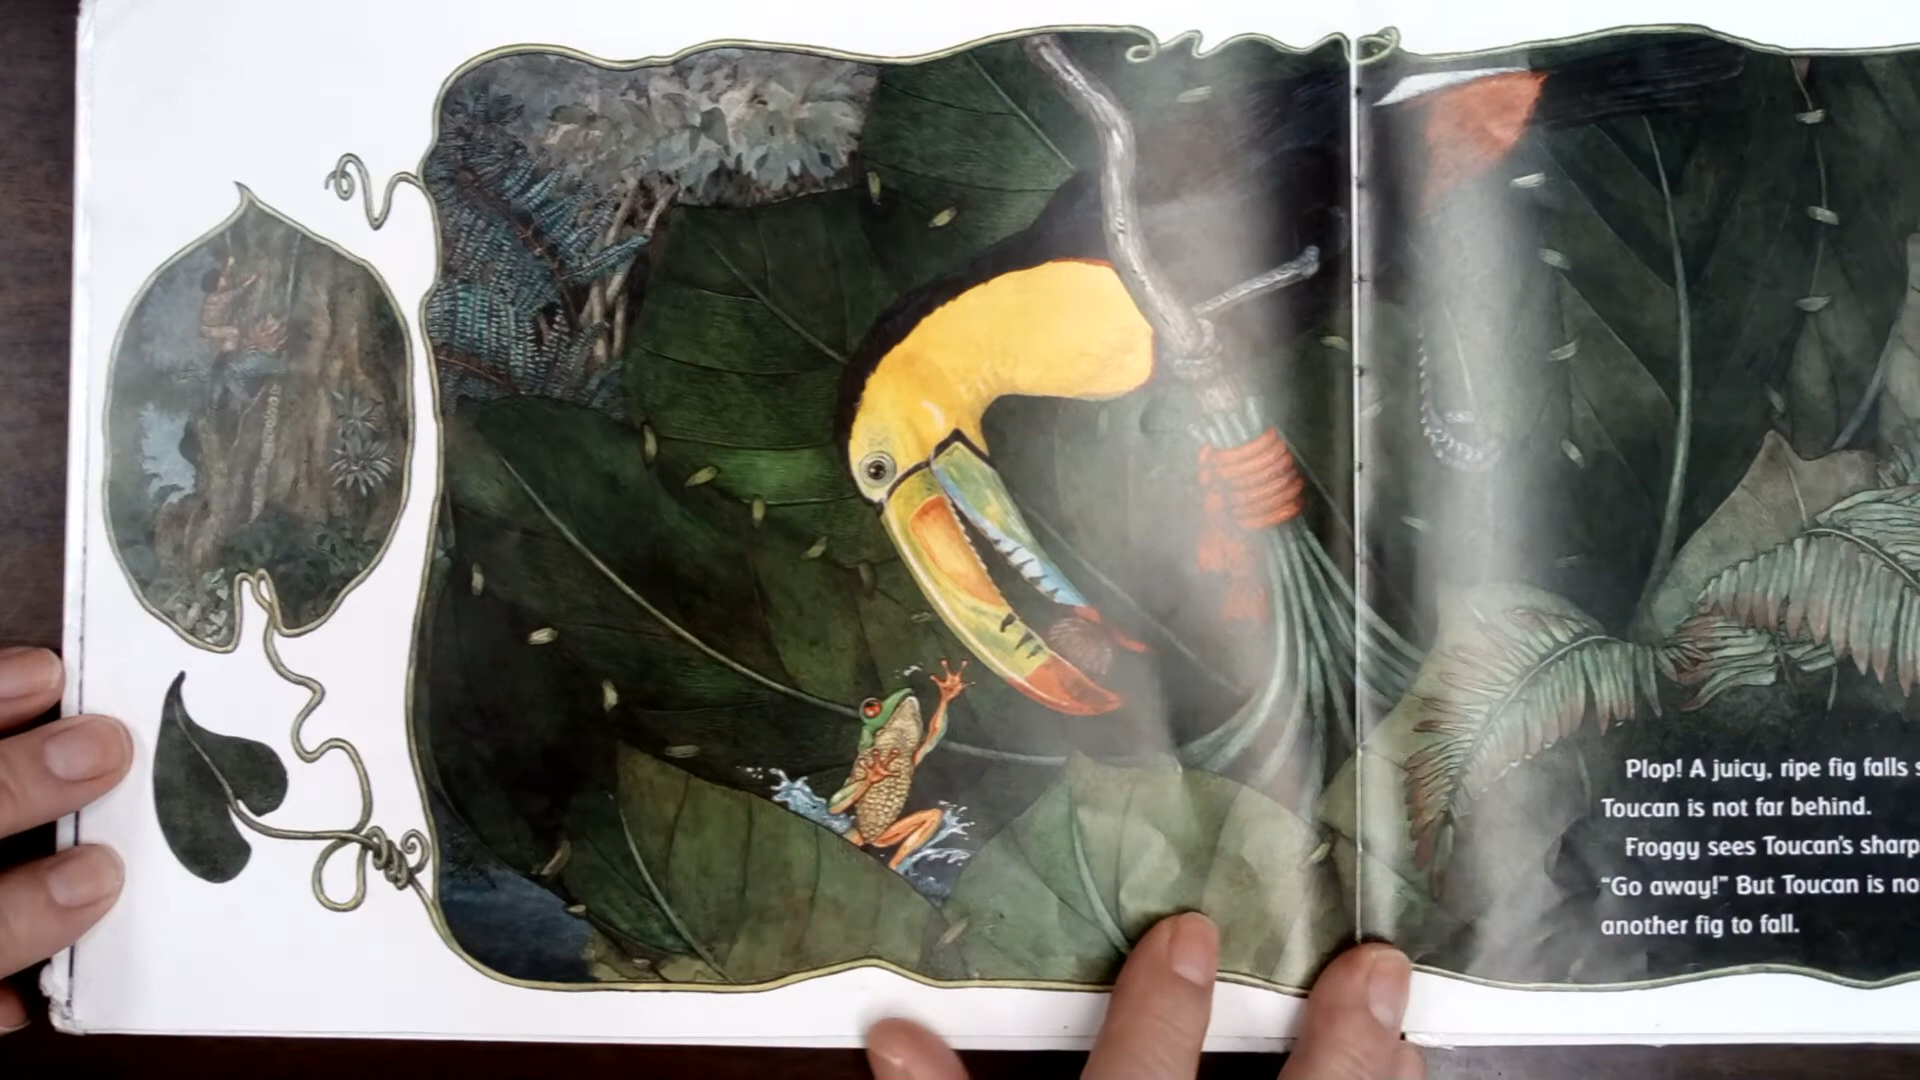 Plop! A juicy, ripe fig falls
Toucan is not far behind.
Froggy sees Toucan's sharp
“Go away!” But Toucan is
another fig to fall.